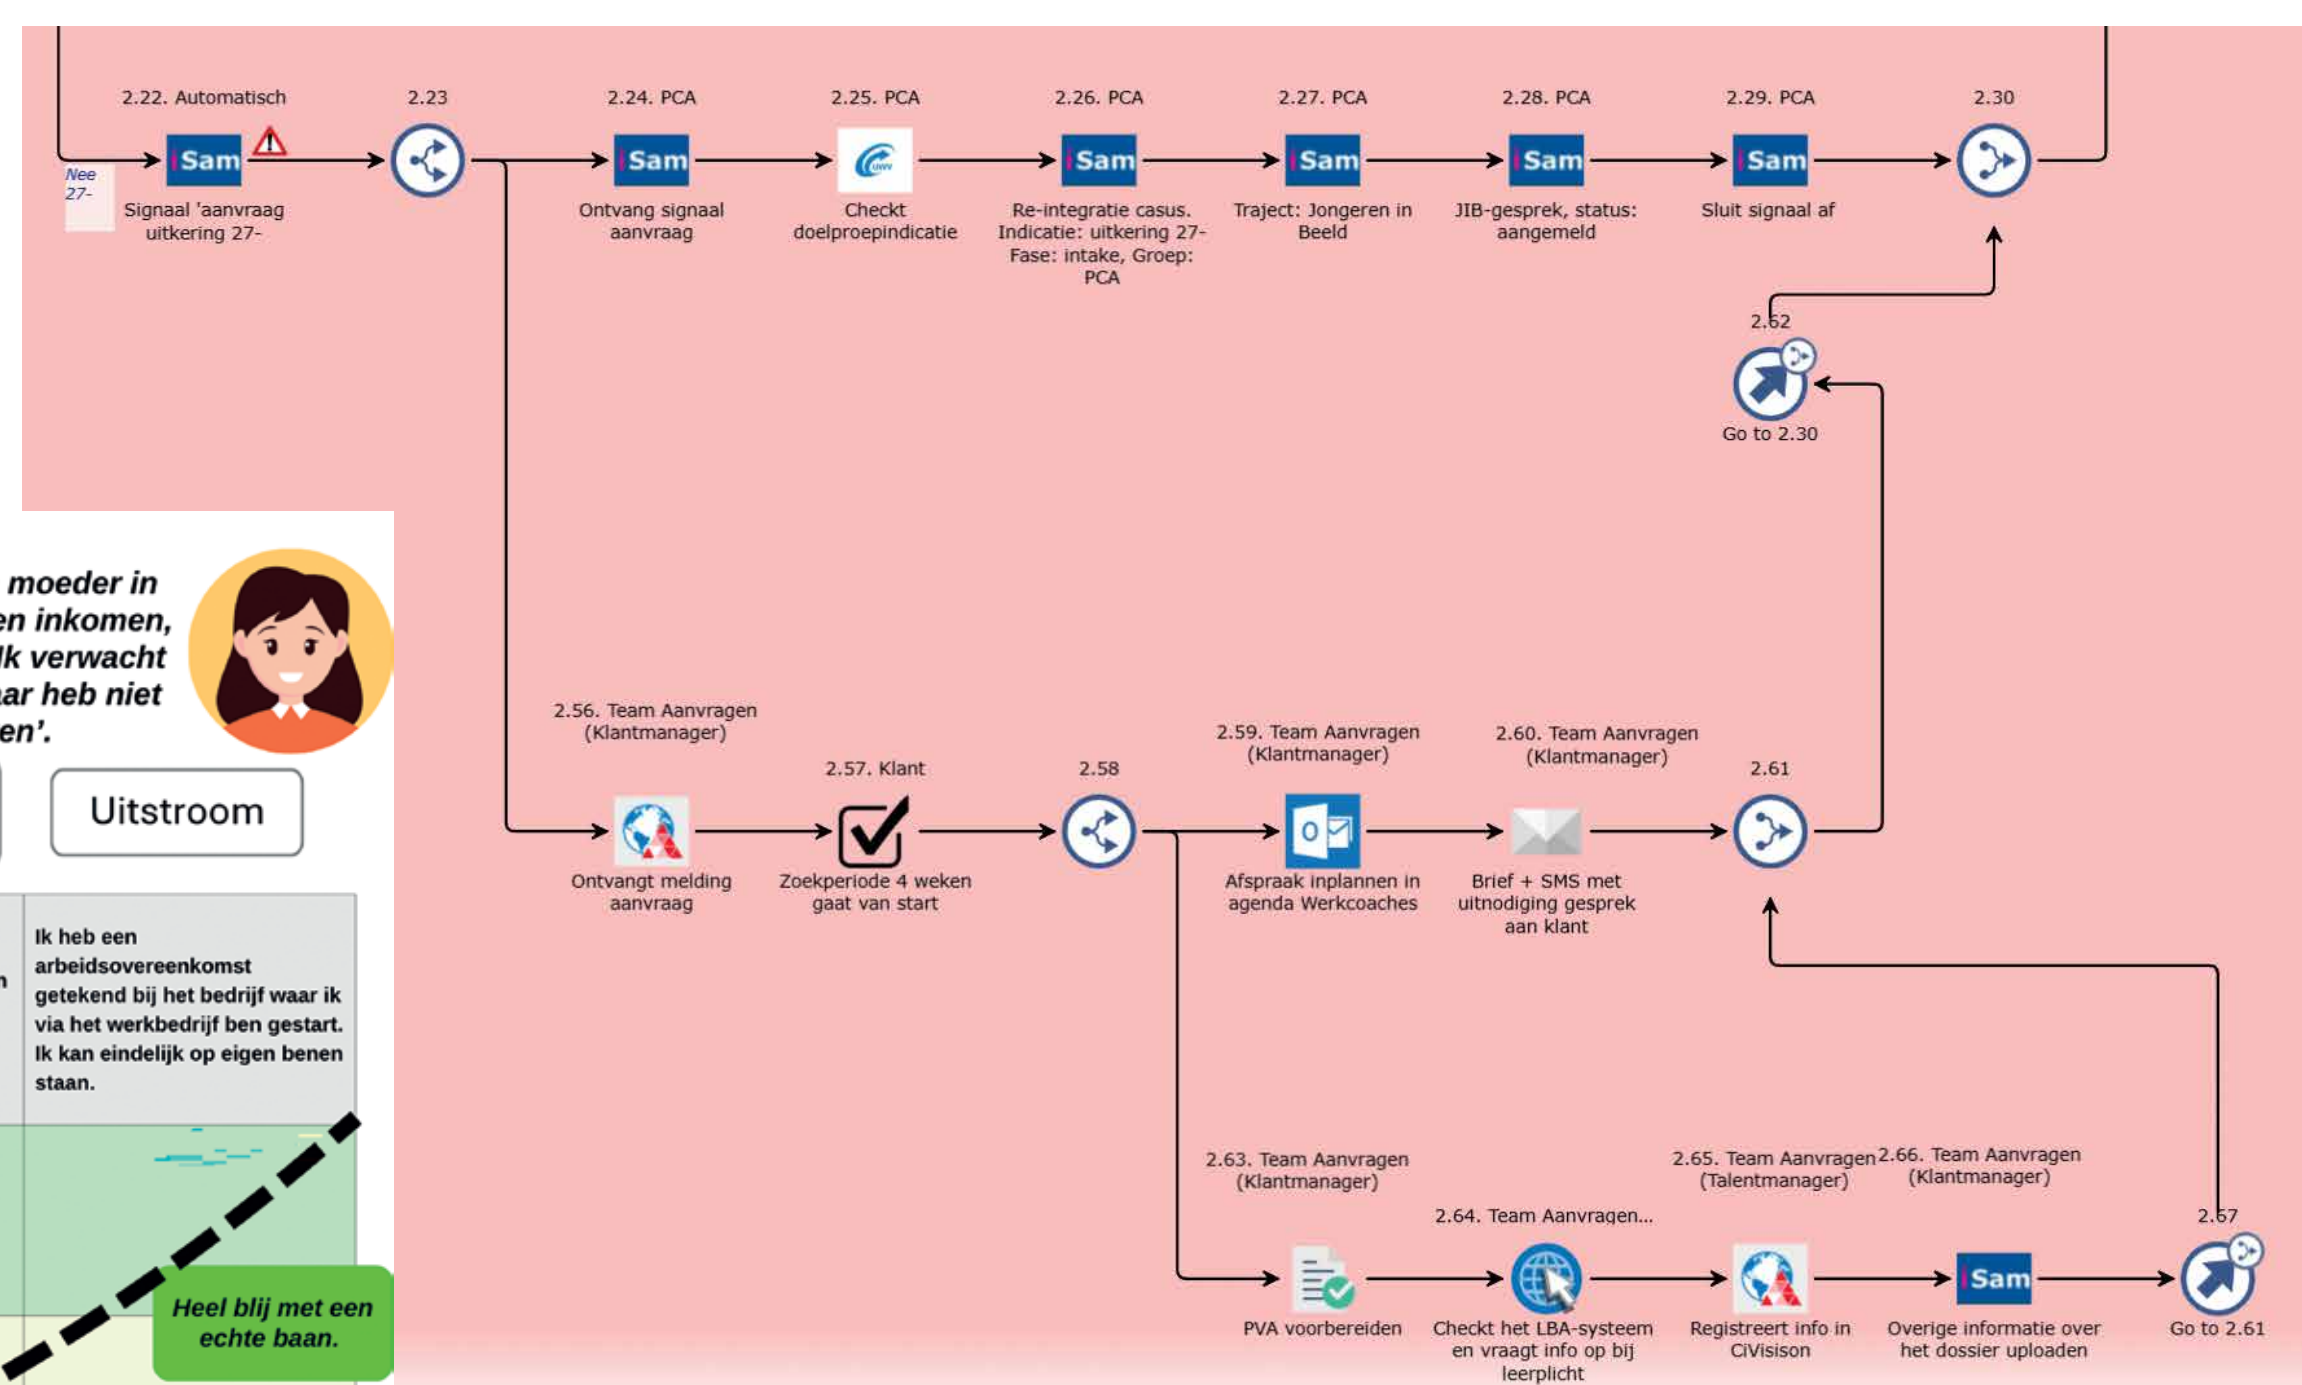 2.22. Automatisch
Nee
27-
Sam
Signaal 'aanvraag
uitkering 27-
2.23
2.24. PCA
Sam
Ontvang signaal
aanvraag
2.25. PCA
UWV
Checkt
doelproepindicatie
2.26. PCA
Sam
Re-integratie casus.
Indicatie: uitkering 27-
Fase: intake, Groep:
PCA
2.27. PCA
Sam
Traject: Jongeren in
Beeld
2.28. PCA
Sam
JIB-gesprek, status:
aangemeld
2.29. PCA
Sam
Sluit signaal af
2.30
2.62
Go to 2.30
moeder in
en inkomen,
Ik verwacht
ar heb niet
en'.
Uitstroom
Ik heb een
arbeidsovereenkomst
getekend bij het bedrijf waar ik
via het werkbedrijf ben gestart.
Ik kan eindelijk op eigen benen
staan.
Heel blij met een
echte baan.
2.56. Team Aanvragen
(Klantmanager)
Ontvangt melding
aanvraag
2.57. Klant
Zoekperiode 4 weken
gaat van start
2.58
2.59. Team Aanvragen
(Klantmanager)
Afspraak inplannen in
agenda Werkcoaches
2.60. Team Aanvragen
(Klantmanager)
Brief + SMS met
uitnodiging gesprek
aan klant
2.61
2.63. Team Aanvragen
(Klantmanager)
PVA voorbereiden
2.64. Team Aanvragen...
Checkt het LBA-systeem
en vraagt info op bij
leerplicht
2.65. Team Aanvragen
(Talentmanager)
Registreert info in
CiVisison
2.66. Team Aanvragen
(Klantmanager)
Sam
Overige informatie over
het dossier uploaden
2.67
Go to 2.61